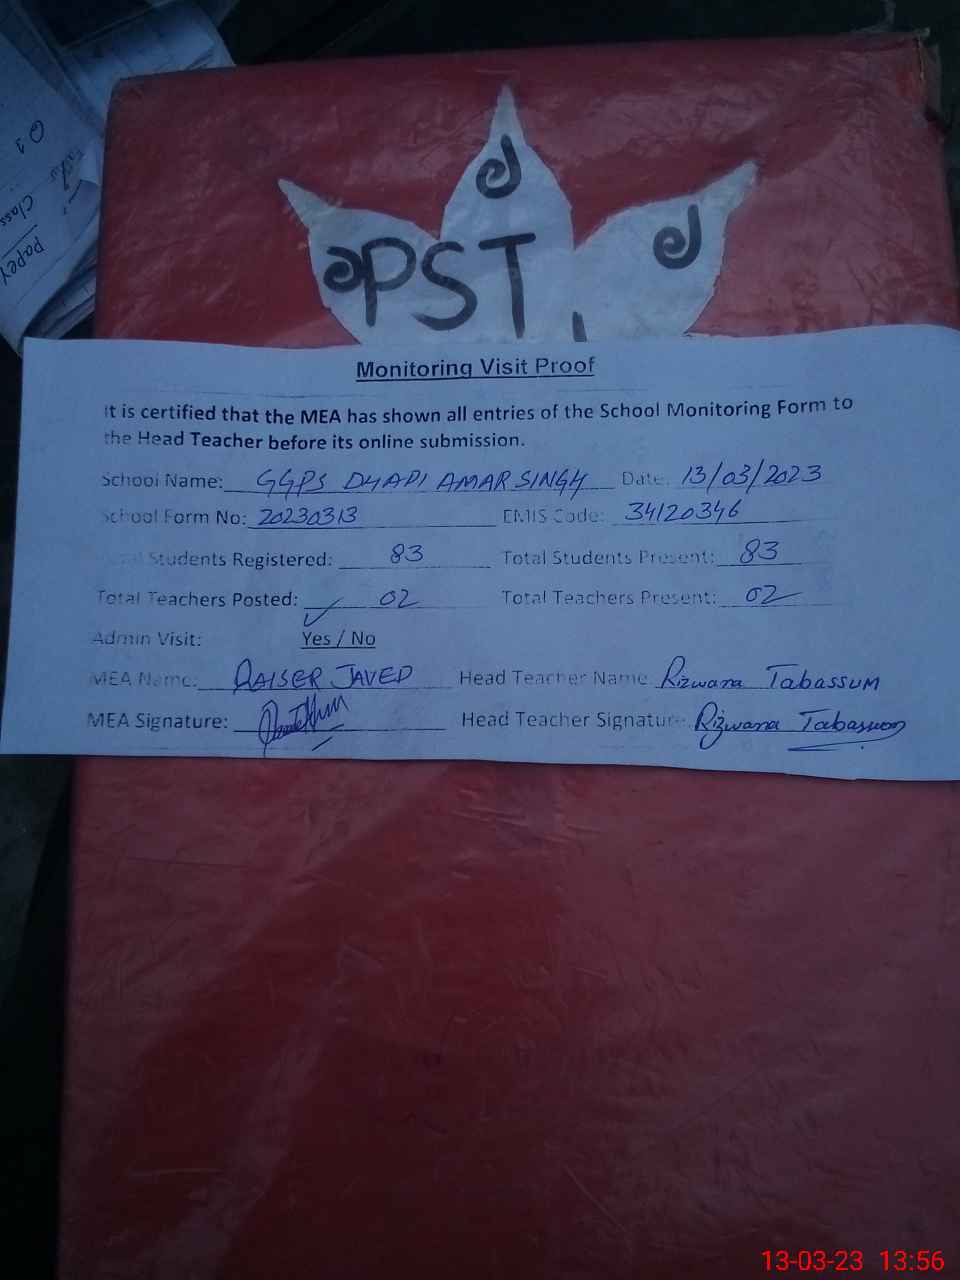 PST
Monitoring Visit Proof
It is certified that the MEA has shown all entries of the School Monitoring Form to
the Head Teacher before its online submission.
School Name: GGPS DHAPI AMAR SINGH Date: 13/03/2023
School Form No: 20230313 EMIS Code: 34120346
Total Students Registered: 83 Total Students Present: 83
Total Teachers Posted: 02 Total Teachers Present: 02
Admin Visit: Yes / No
MEA Name: QAISER JAVED Head Teacher Name Rizwana Tabassum
MEA Signature: Head Teacher Signature: Rizwana Tabassum
Class
Paper
13-03-23 13:56